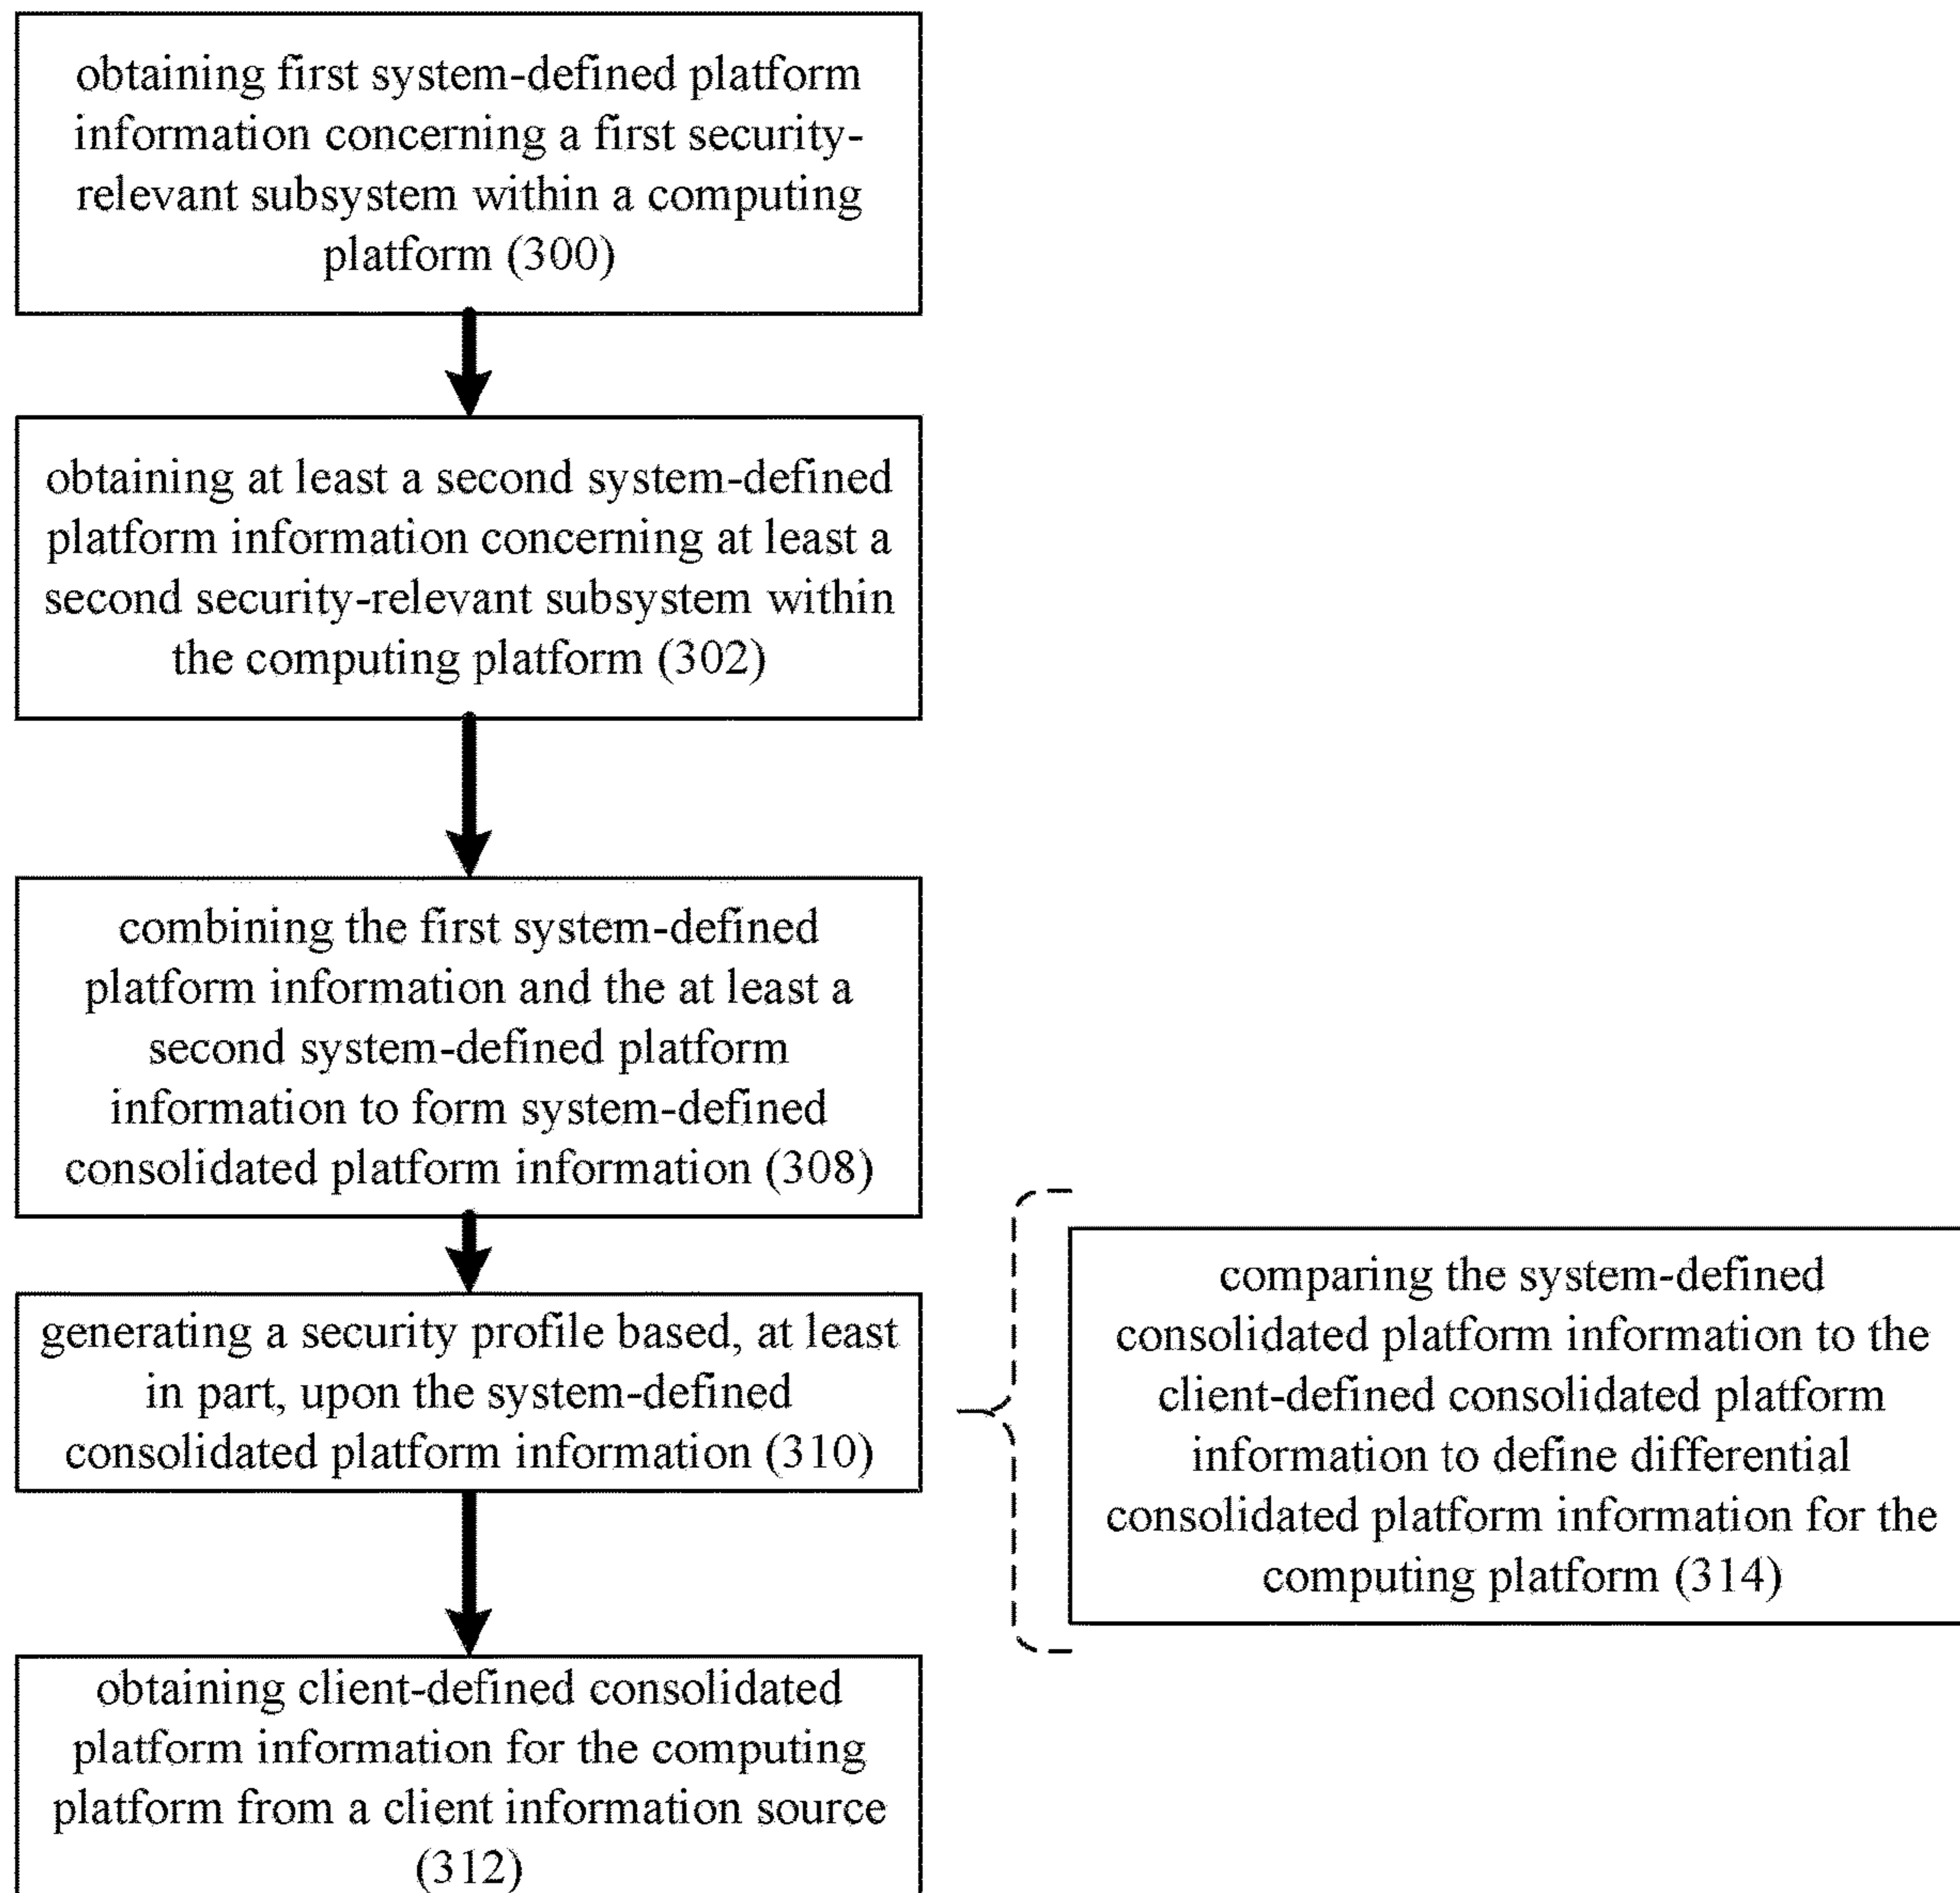 obtaining first system-defined platform
information concerning a first security-
relevant subsystem within a computing
platform (300)
obtaining at least a second system-defined
platform information concerning at least a
second security-relevant subsystem within
the computing platform (302)
combining the first system-defined
platform information and the at least a
second system-defined platform
information to form system-defined
consolidated platform information (308)
generating a security profile based, at least
in part, upon the system-defined
consolidated platform information (310)
comparing the system-defined
consolidated platform information to the
client-defined consolidated platform
information to define differential
consolidated platform information for the
computing platform (314)
obtaining client-defined consolidated
platform information for the computing
platform from a client information source
(312)